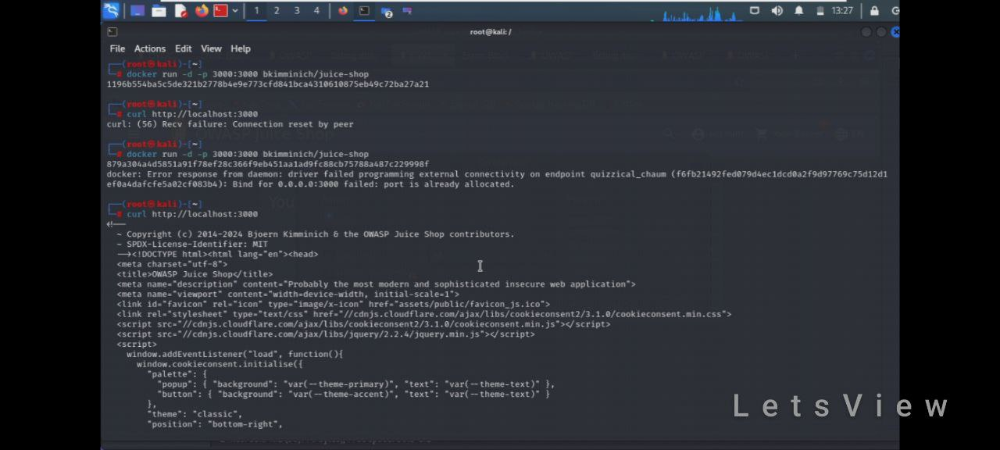 1 2 3 4 2 13:27
root@kali: /
File Actions Edit View Help
┌──(root㉿kali)-[~]
└─# docker run -d -p 3000:3000 bkimminich/juice-shop
1196b554ba5c5de321b2778b4e9e773cfd841bca4310610875eb49c72ba27a21
┌──(root㉿kali)-[~]
└─# curl http://localhost:3000
curl: (56) Recv failure: Connection reset by peer
┌──(root㉿kali)-[~]
└─# docker run -d -p 3000:3000 bkimminich/juice-shop
879a304a4d5851a91f78ef28c366f9eb451aa1ad9fc88cb75788a487c229998f
docker: Error response from daemon: driver failed programming external connectivity on endpoint quizzical_chaum (f6fb21492fed079d4ec1dcd0a2f9d97769c75d12d1
ef0a4dafcfe5a02cf083b4): Bind for 0.0.0.0:3000 failed: port is already allocated.
┌──(root㉿kali)-[~]
└─# curl http://localhost:3000
<!--
~ Copyright (c) 2014-2024 Bjoern Kimminich & the OWASP Juice Shop contributors.
~ SPDX-License-Identifier: MIT
--><!DOCTYPE html><html lang="en"><head>
<meta charset="utf-8">
<title>OWASP Juice Shop</title>
<meta name="description" content="Probably the most modern and sophisticated insecure web application">
<meta name="viewport" content="width=device-width, initial-scale=1">
<link id="favicon" rel="icon" type="image/x-icon" href="assets/public/favicon_js.ico">
<link rel="stylesheet" type="text/css" href="//cdnjs.cloudflare.com/ajax/libs/cookieconsent2/3.1.0/cookieconsent.min.css">
<script src="//cdnjs.cloudflare.com/ajax/libs/cookieconsent2/3.1.0/cookieconsent.min.js"></script>
<script src="//cdnjs.cloudflare.com/ajax/libs/jquery/2.2.4/jquery.min.js"></script>
<script>
window.addEventListener("load", function(){
window.cookieconsent.initialise({
"palette": {
"popup": { "background": "var(--theme-primary)", "text": "var(--theme-text)" },
"button": { "background": "var(--theme-accent)", "text": "var(--theme-text)" }
},
"theme": "classic",
"position": "bottom-right",
LetsView